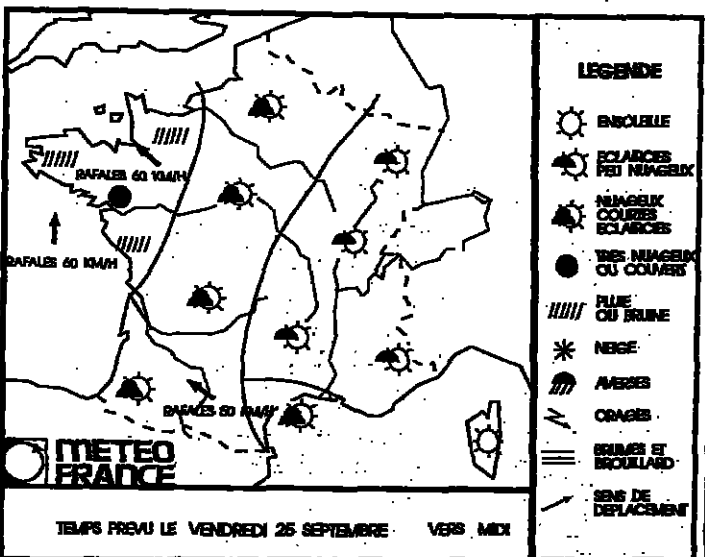 RAFALES 60 KM/H
RAFALES 60 KM/H
RAFALES 60 KM/H
METEO
FRANCE
TEMPS PREVU LE VENDREDI 25 SEPTEMBRE VERS MIDI
LEGENDE
ENSOLEILLE
ECLAIRCIES
PEU NUAGEUX
NUAGEUX
COURTES
ECLAIRCIES
TRES NUAGEUX
OU COUVERT
PLUIE
OU BRUINE
NEIGE
AVERSES
ORAGES
BRUMES ET
BROUILLARD
SENS DE
DEPLACEMENT